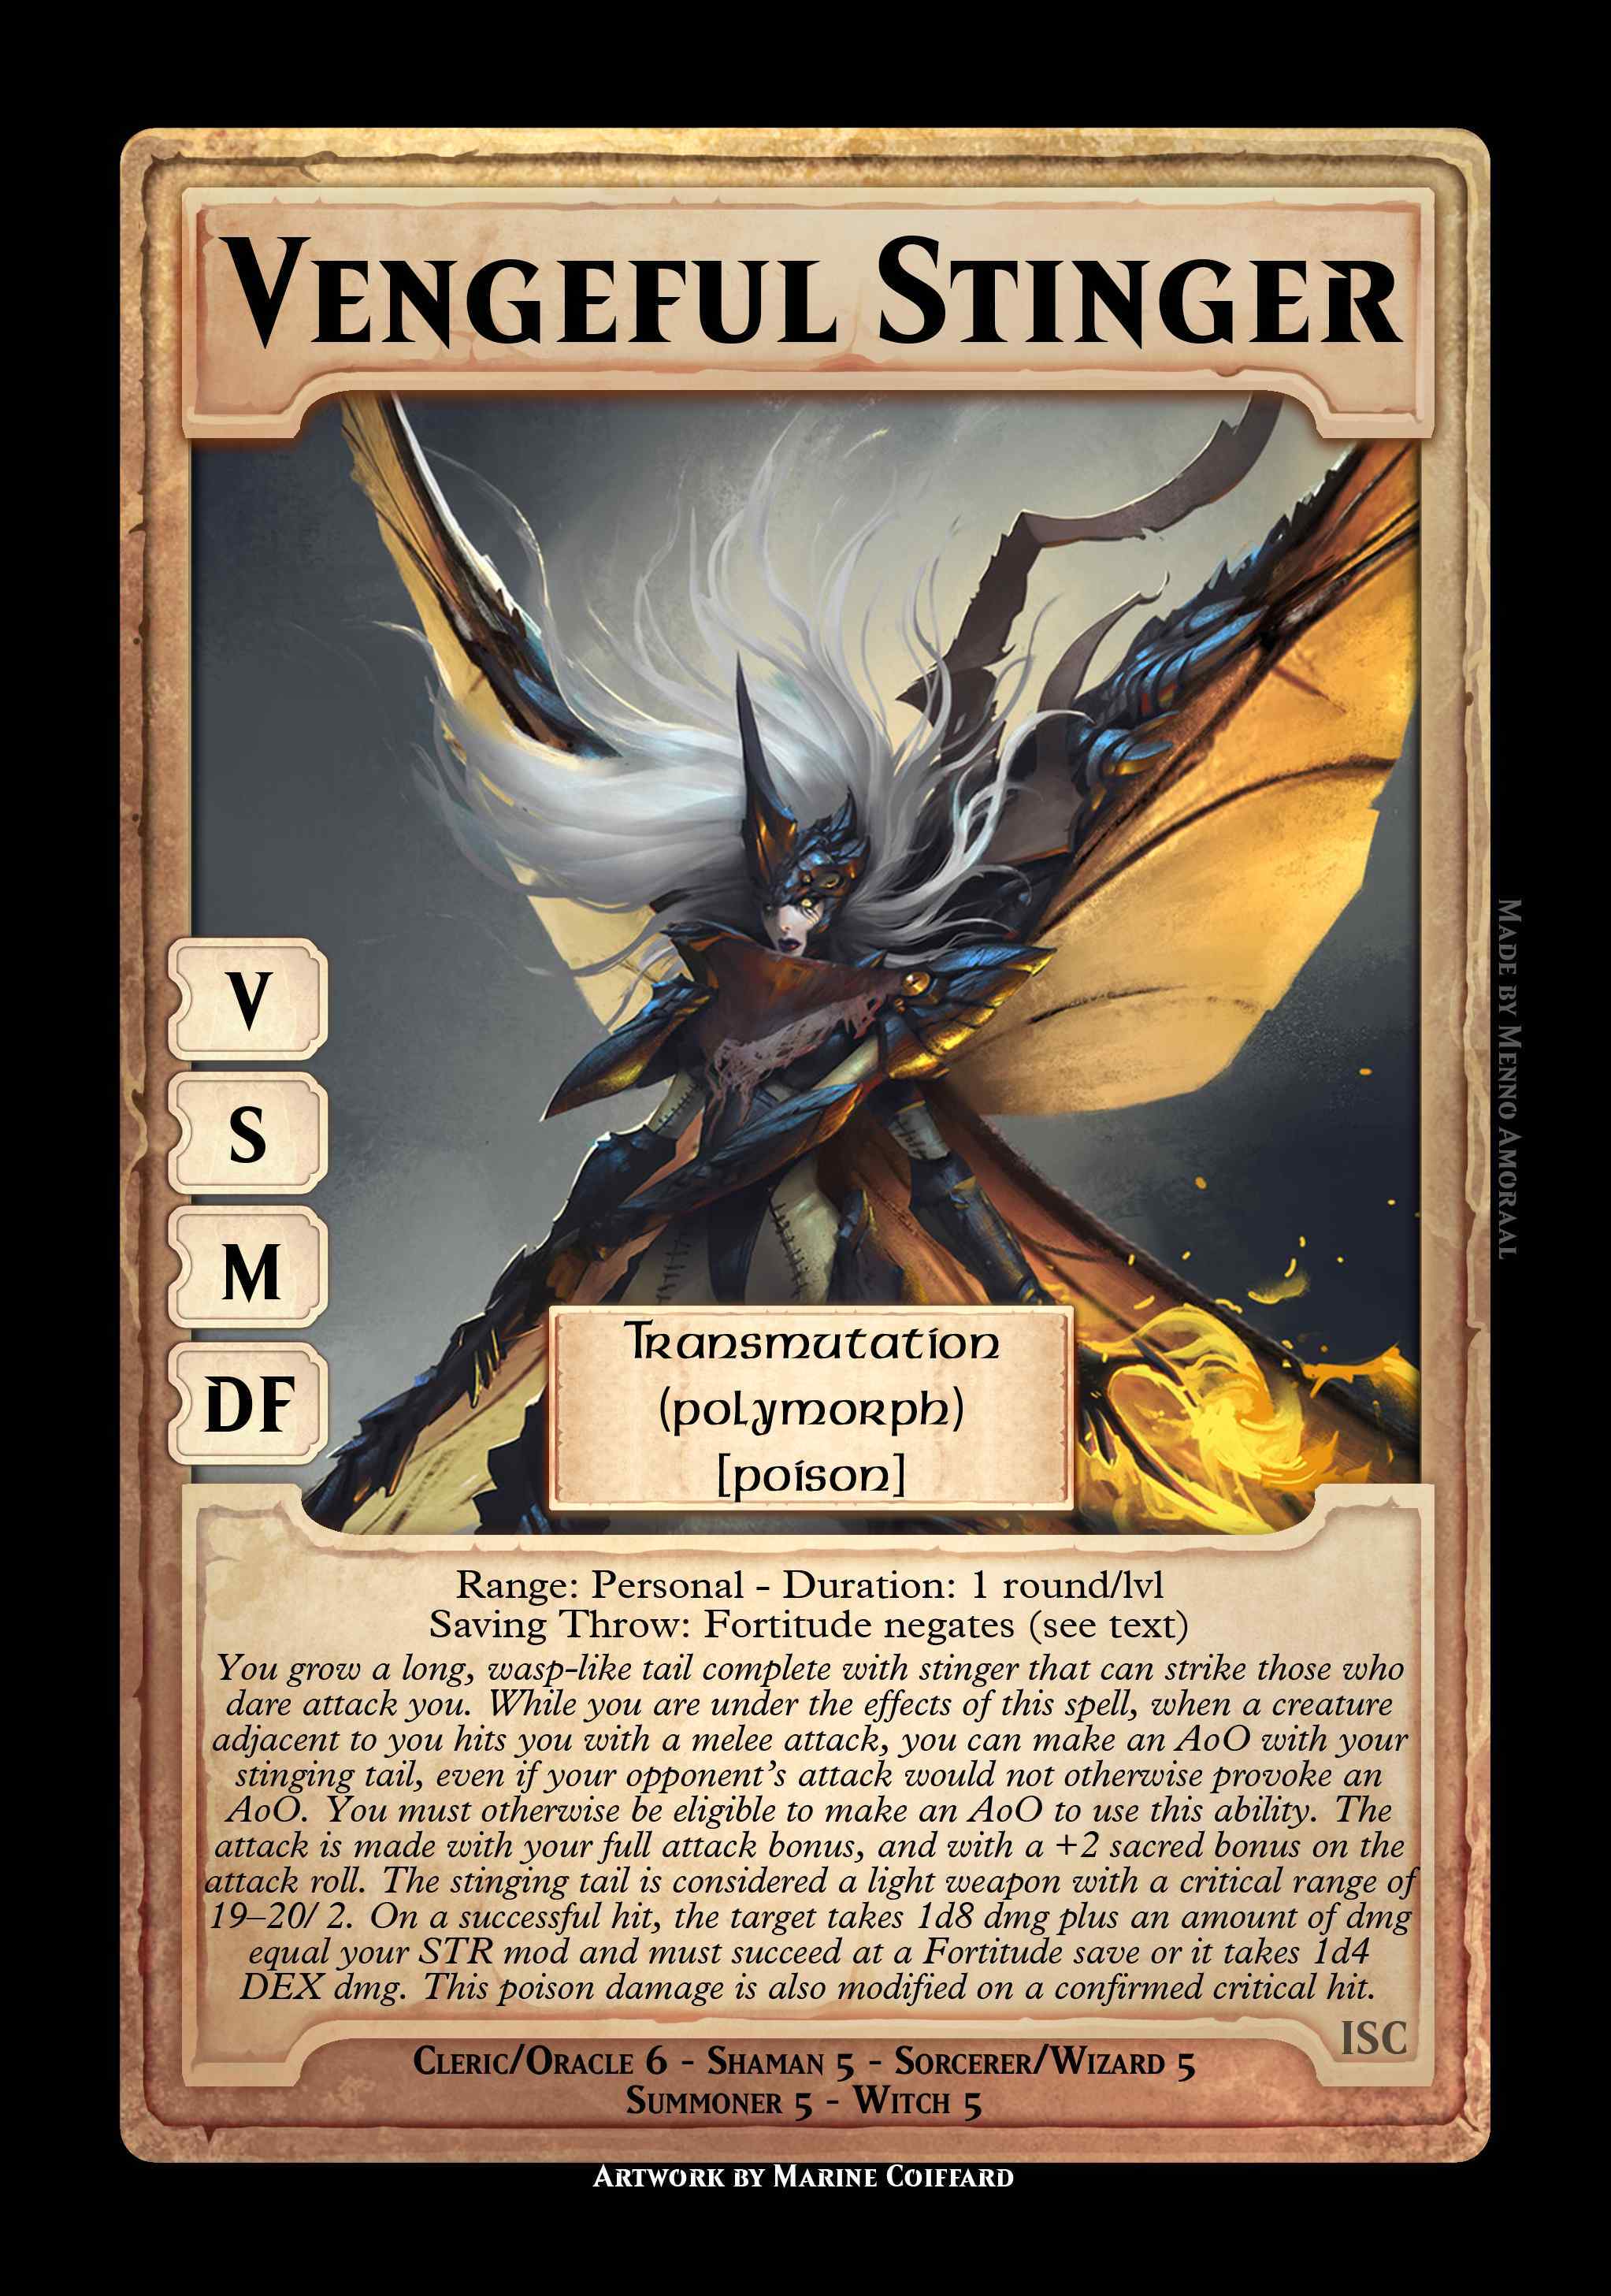 Vengeful Stinger
V
S
M
DF
Transmutation
(polymorph)
[poison]
Range: Personal - Duration: 1 round/lvl
Saving Throw: Fortitude negates (see text)
You grow a long, wasp-like tail complete with stinger that can strike those who
dare attack you. While you are under the effects of this spell, when a creature
adjacent to you hits you with a melee attack, you can make an AoO with your
stinging tail, even if your opponent's attack would not otherwise provoke an
AoO. You must otherwise be eligible to make an AoO to use this ability. The
attack is made with your full attack bonus, and with a +2 sacred bonus on the
attack roll. The stinging tail is considered a light weapon with a critical range of
19–20/ 2. On a successful hit, the target takes 1d8 dmg plus an amount of dmg
equal your STR mod and must succeed at a Fortitude save or it takes 1d4
DEX dmg. This poison damage is also modified on a confirmed critical hit.
ISC
Cleric/Oracle 6 - Shaman 5 - Sorcerer/Wizard 5
Summoner 5 - Witch 5
Artwork by Marine Coiffard
Made by Menno Amoraal